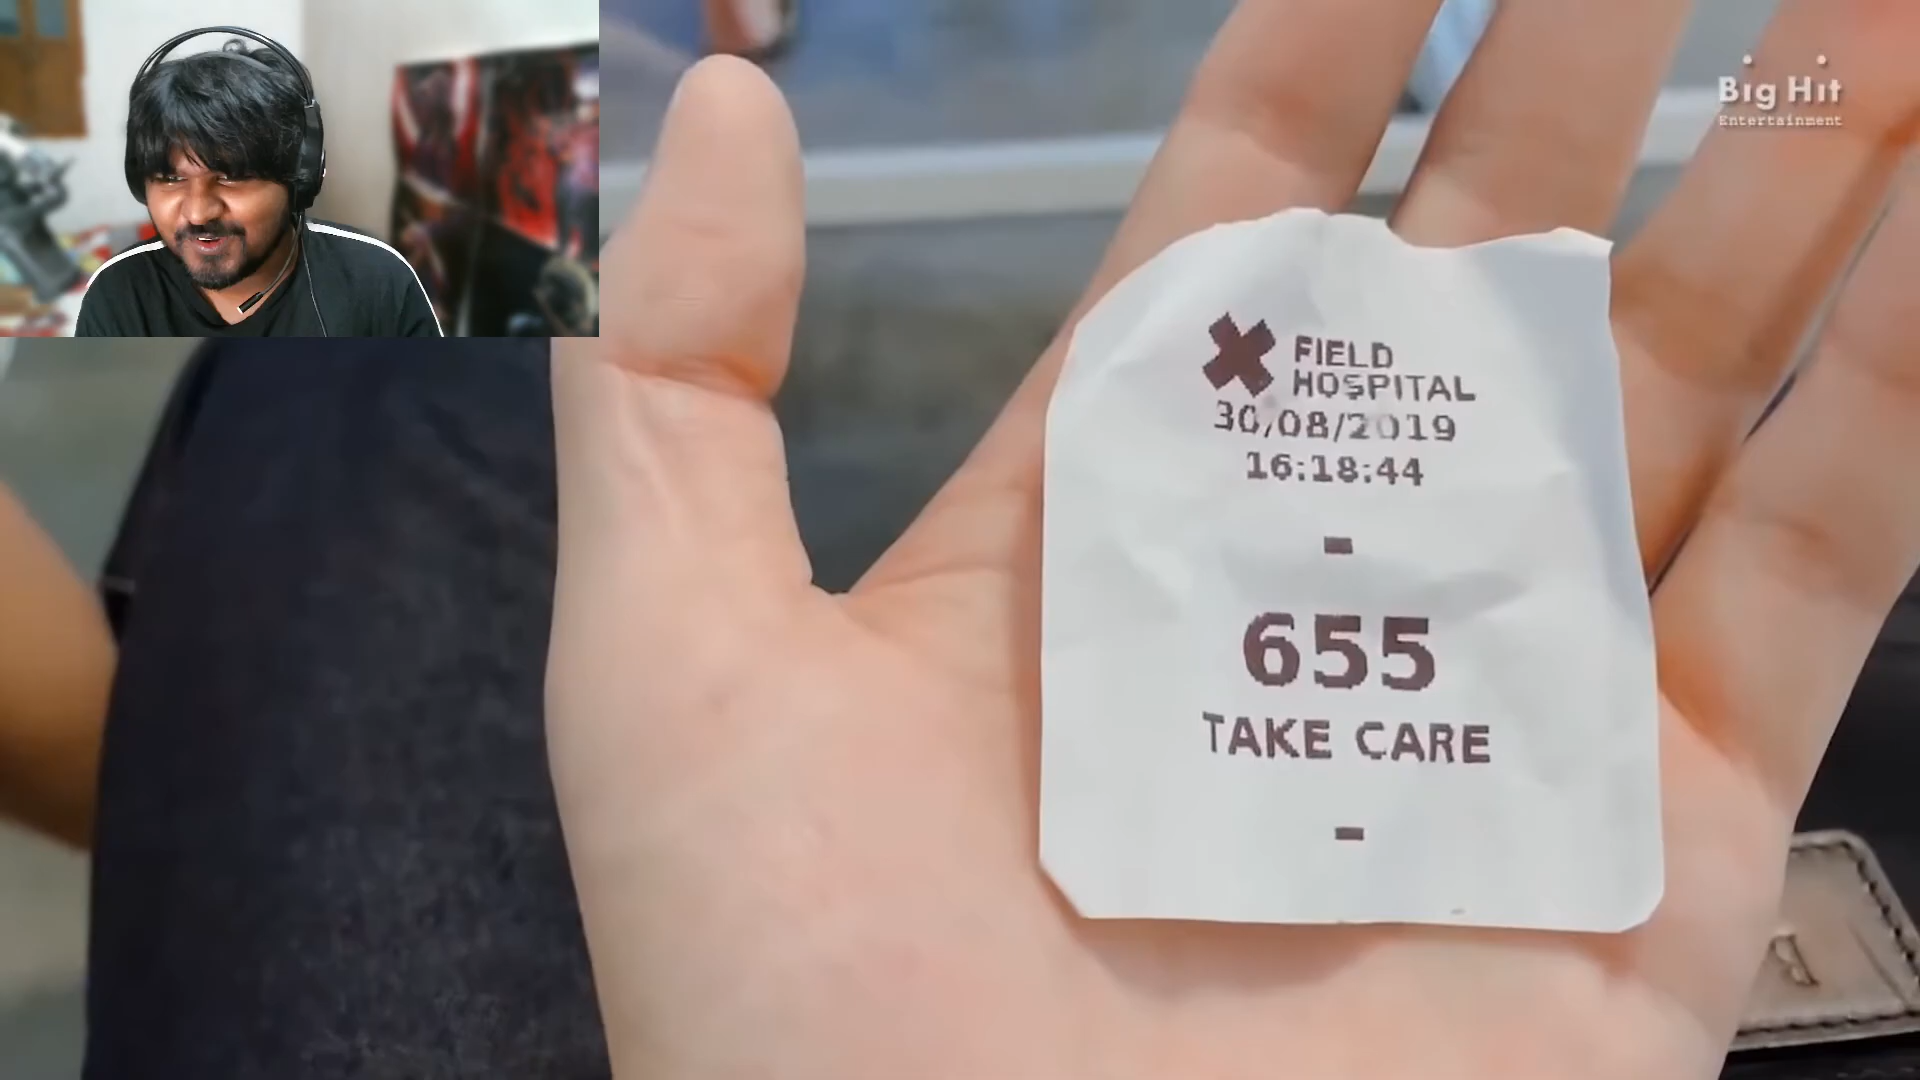 Big Hit
Entertainment
FIELD
HOSPITAL
30/08/2019
16:18:44
-
655
TAKE CARE
-
B